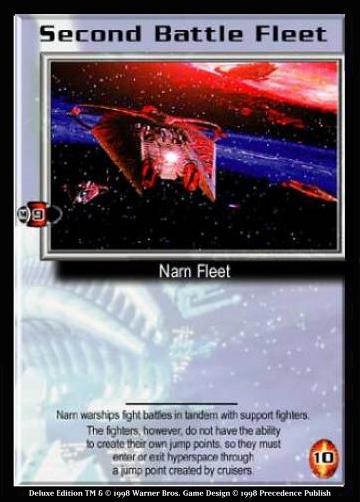 Second Battle Fleet
M 9
Narn Fleet
Narn warships fight battles in tandem with support fighters.
The fighters, however, do not have the ability
to create their own jump points, so they must
enter or exit hyperspace through
a jump point created by cruisers.
10
Deluxe Edition TM & © 1998 Warner Bros. Game Design © 1998 Precedence Publish